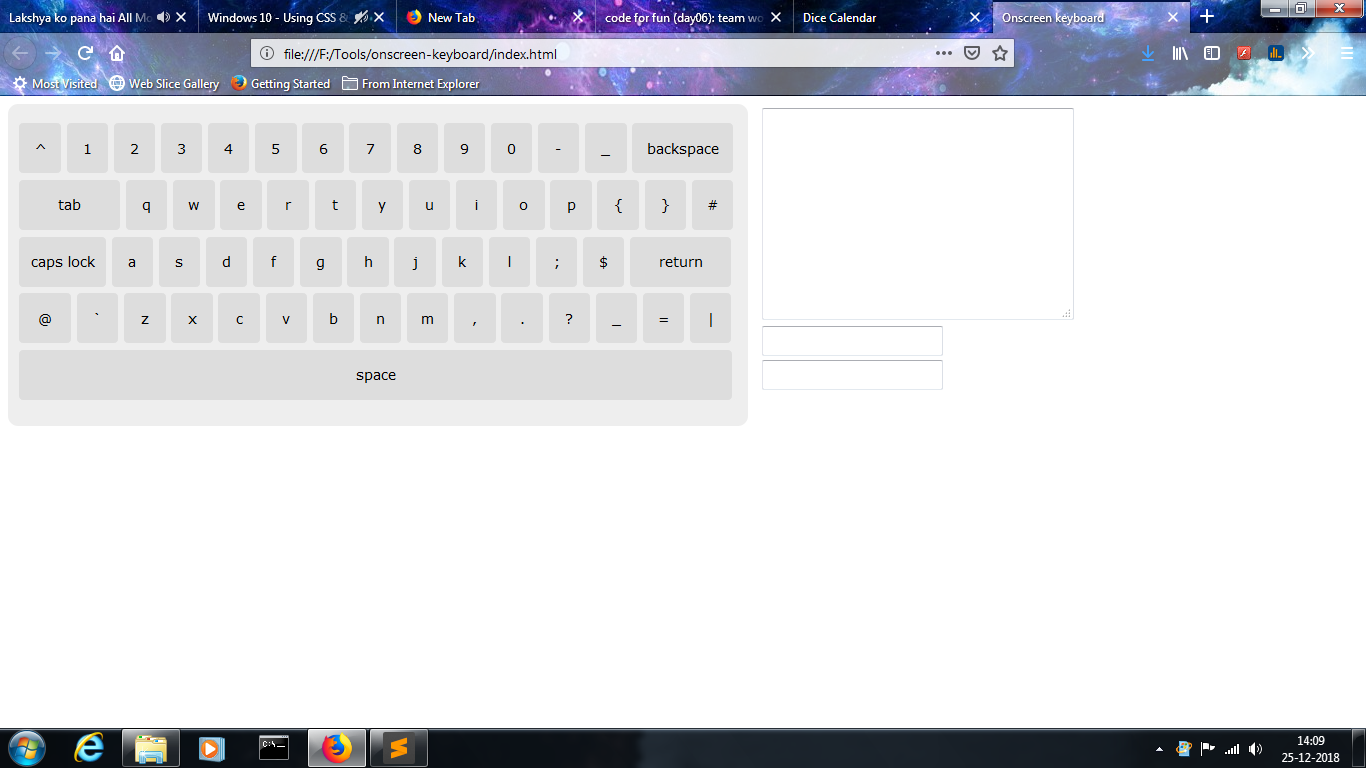 Lakshya ko pana hai All Mo
Windows 10 - Using CSS &
New Tab
code for fun (day06): team wo
Dice Calendar
Onscreen keyboard
file:///F:/Tools/onscreen-keyboard/index.html
Most Visited Web Slice Gallery Getting Started From Internet Explorer
^ 1 2 3 4 5 6 7 8 9 0 - _ backspace
tab q w e r t y u i o p { } #
caps lock a s d f g h j k l ; $ return
@ ` z x c v b n m , . ? _ = |
space
C:\_
14:09
25-12-2018